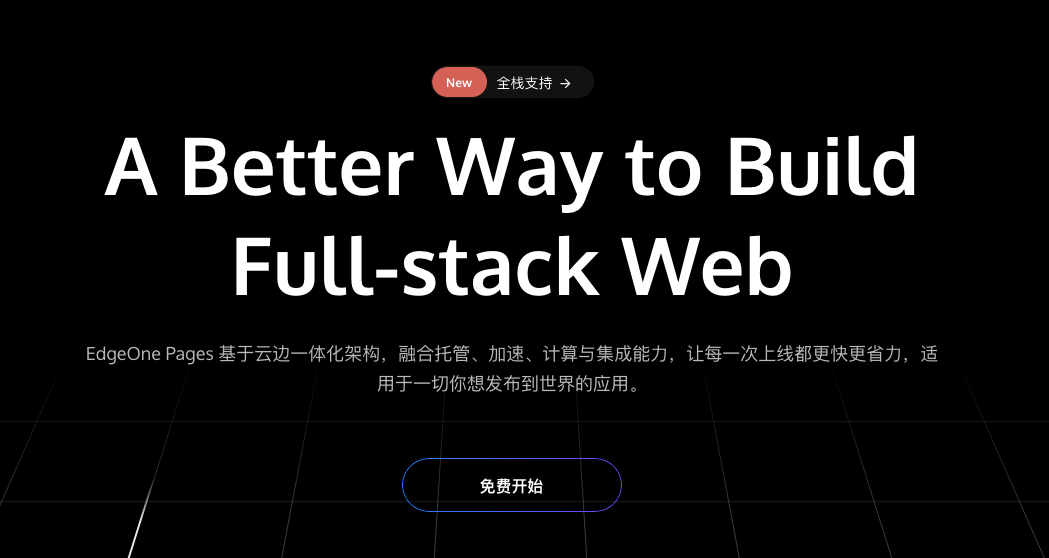 New 全栈支持 →
A Better Way to Build
Full-stack Web
EdgeOne Pages 基于云边一体化架构，融合托管、加速、计算与集成能力，让每一次上线都更快更省力，适
用于一切你想发布到世界的应用。
免费开始